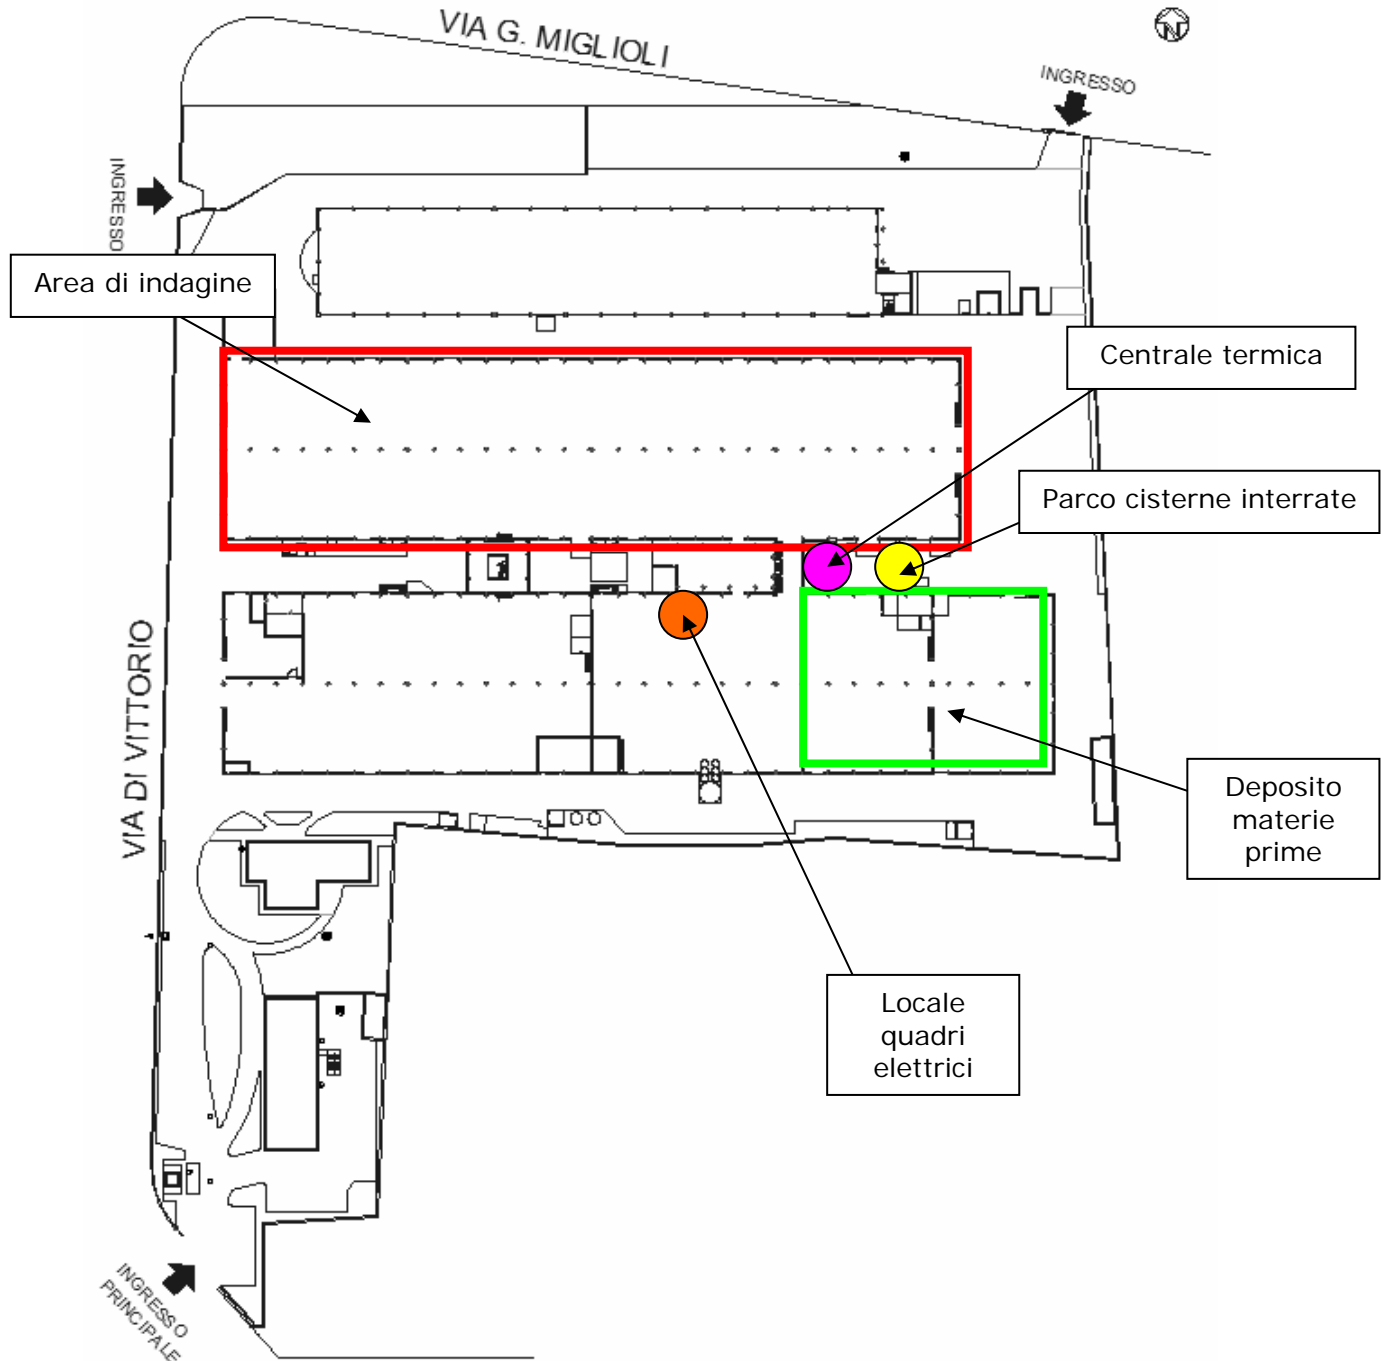 VIA G. MIGLIOLI
N
INGRESSO
INGRESSO
Area di indagine
Centrale termica
Parco cisterne interrate
VIA DI VITTORIO
Deposito
materie
prime
Locale
quadri
elettrici
INGRESSO
PRINCIPALE